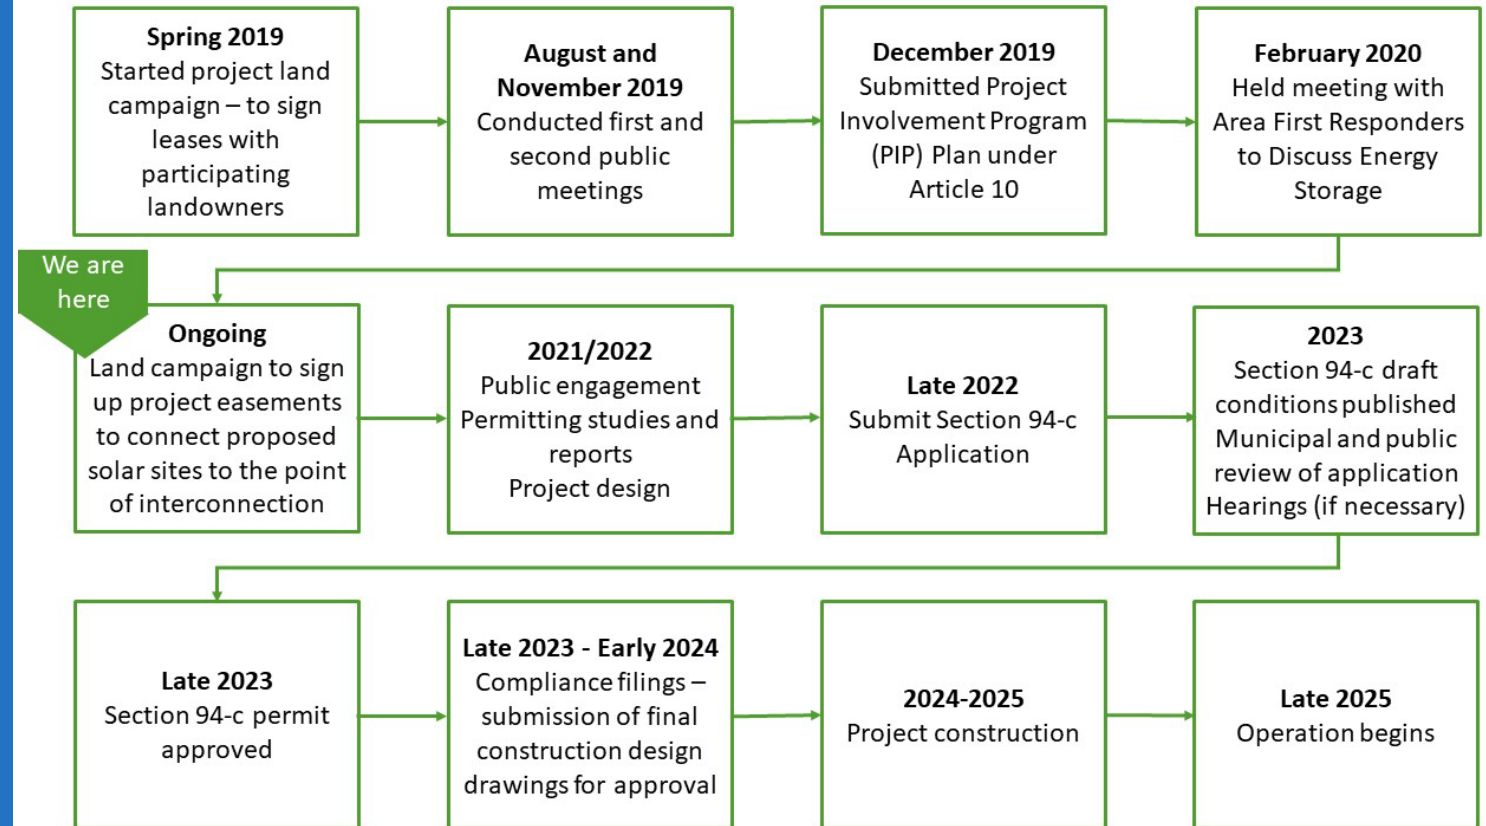 Spring 2019
Started project land
campaign – to sign
leases with
participating
landowners
August and
November 2019
Conducted first and
second public
meetings
December 2019
Submitted Project
Involvement Program
(PIP) Plan under
Article 10
February 2020
Held meeting with
Area First Responders
to Discuss Energy
Storage
We are
here
Ongoing
Land campaign to sign
up project easements
to connect proposed
solar sites to the point
of interconnection
2021/2022
Public engagement
Permitting studies and
reports
Project design
Late 2022
Submit Section 94-c
Application
2023
Section 94-c draft
conditions published
Municipal and public
review of application
Hearings (if necessary)
Late 2023
Section 94-c permit
approved
Late 2023 - Early 2024
Compliance filings –
submission of final
construction design
drawings for approval
2024-2025
Project construction
Late 2025
Operation begins